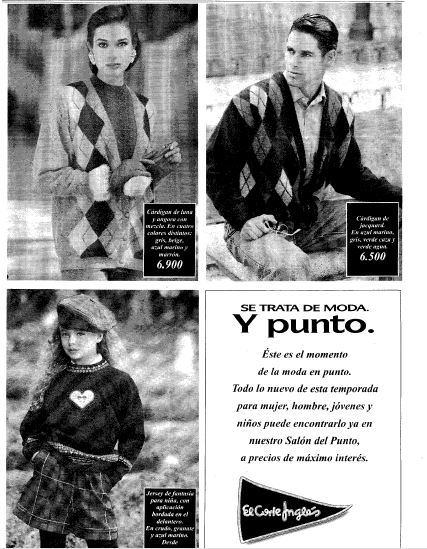 Cárdigan de lana
y angora con
mezcla. En cuatro
colores distintos:
gris, beige,
azul marino y
marrón.
6.900
Cárdigan de
jacquard.
En azul marino,
gris, verde caza y
verde agua.
6.500
Jersey de fantasía
para niña, con
aplicación
bordada en el
delantero.
En crudo, granate
y azul marino.
Desde
SE TRATA DE MODA.
Y punto.
Éste es el momento
de la moda en punto.
Todo lo nuevo de esta temporada
para mujer, hombre, jóvenes y
niños puede encontrarlo ya en
nuestro Salón del Punto,
a precios de máximo interés.
El Corte Inglés